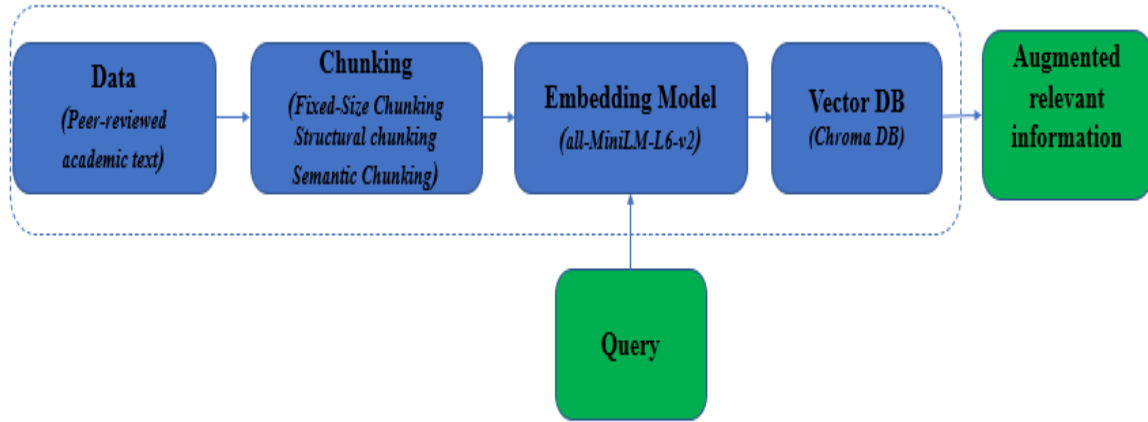 Data
(Peer-reviewed
academic text)
Chunking
(Fixed-Size Chunking
Structural chunking
Semantic Chunking)
Embedding Model
(all-MiniLM-L6-v2)
Vector DB
(Chroma DB)
Augmented
relevant
information
Query